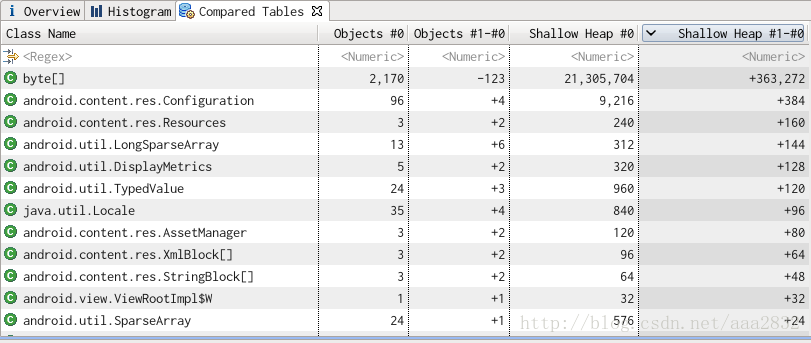 Overview Histogram Compared Tables
Class Name Objects #0 Objects #1-#0 Shallow Heap #0 Shallow Heap #1-#0
<Regex> <Numeric> <Numeric> <Numeric> <Numeric>
byte[] 2,170 -123 21,305,704 +363,272
android.content.res.Configuration 96 +4 9,216 +384
android.content.res.Resources 3 +2 240 +160
android.util.LongSparseArray 13 +6 312 +144
android.util.DisplayMetrics 5 +2 320 +128
android.util.TypedValue 24 +3 960 +120
java.util.Locale 35 +4 840 +96
android.content.res.AssetManager 3 +2 120 +80
android.content.res.XmlBlock[] 3 +2 96 +64
android.content.res.StringBlock[] 3 +2 64 +48
android.view.ViewRootImpl$W 1 +1 32 +32
android.util.SparseArray 24 +1 576 +24